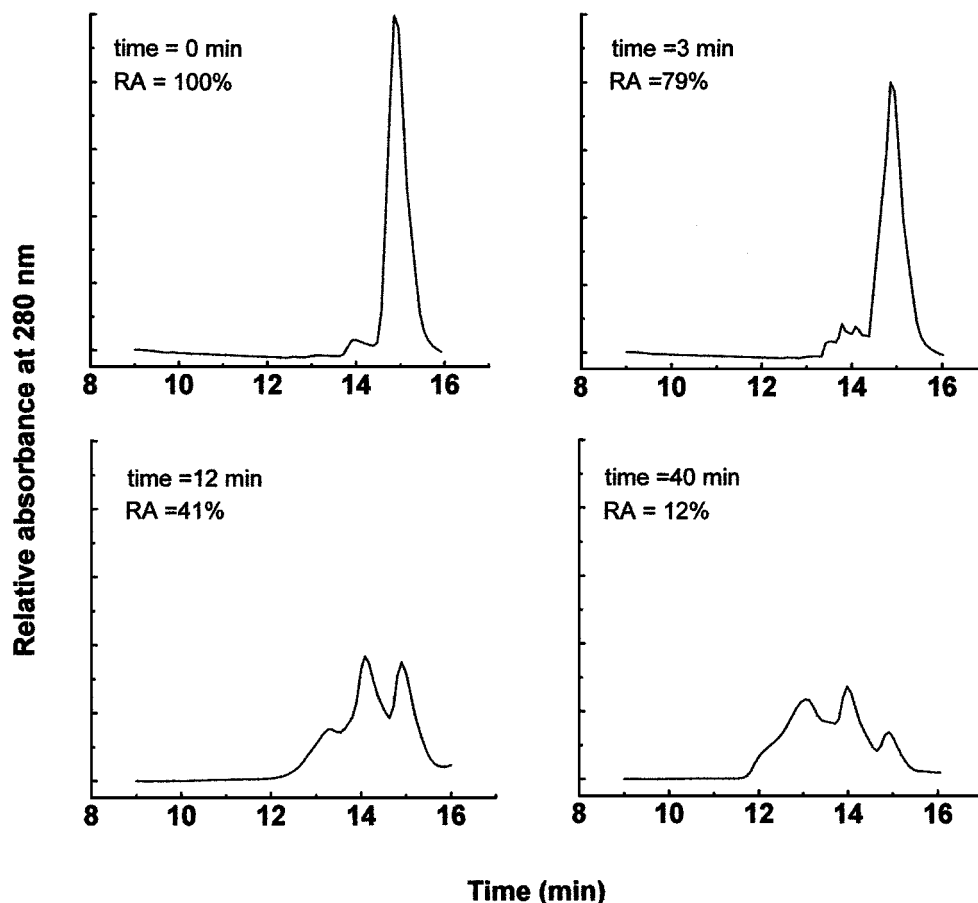 Relative absorbance at 280 nm
time = 0 min
RA = 100%
8 10 12 14 16
time =3 min
RA =79%
8 10 12 14 16
time =12 min
RA =41%
8 10 12 14 16
time =40 min
RA = 12%
8 10 12 14 16
Time (min)